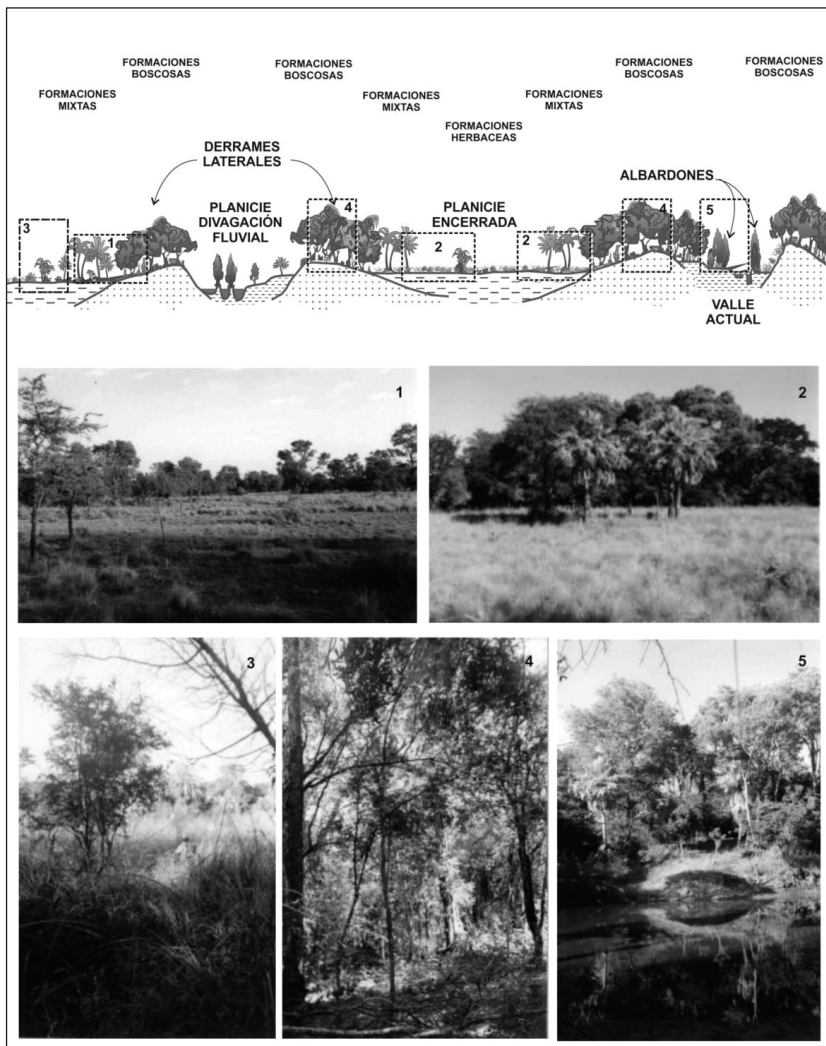 FORMACIONES
BOSCOSAS
FORMACIONES
BOSCOSAS
FORMACIONES
BOSCOSAS
FORMACIONES
BOSCOSAS
FORMACIONES
MIXTAS
FORMACIONES
MIXTAS
FORMACIONES
MIXTAS
FORMACIONES
HERBACEAS
DERRAMES
LATERALES
ALBARDONES
PLANICIE
DIVAGACIÓN
FLUVIAL
PLANICIE
ENCERRADA
3
1
4
2
2
4
5
VALLE
ACTUAL
1
2
3
4
5